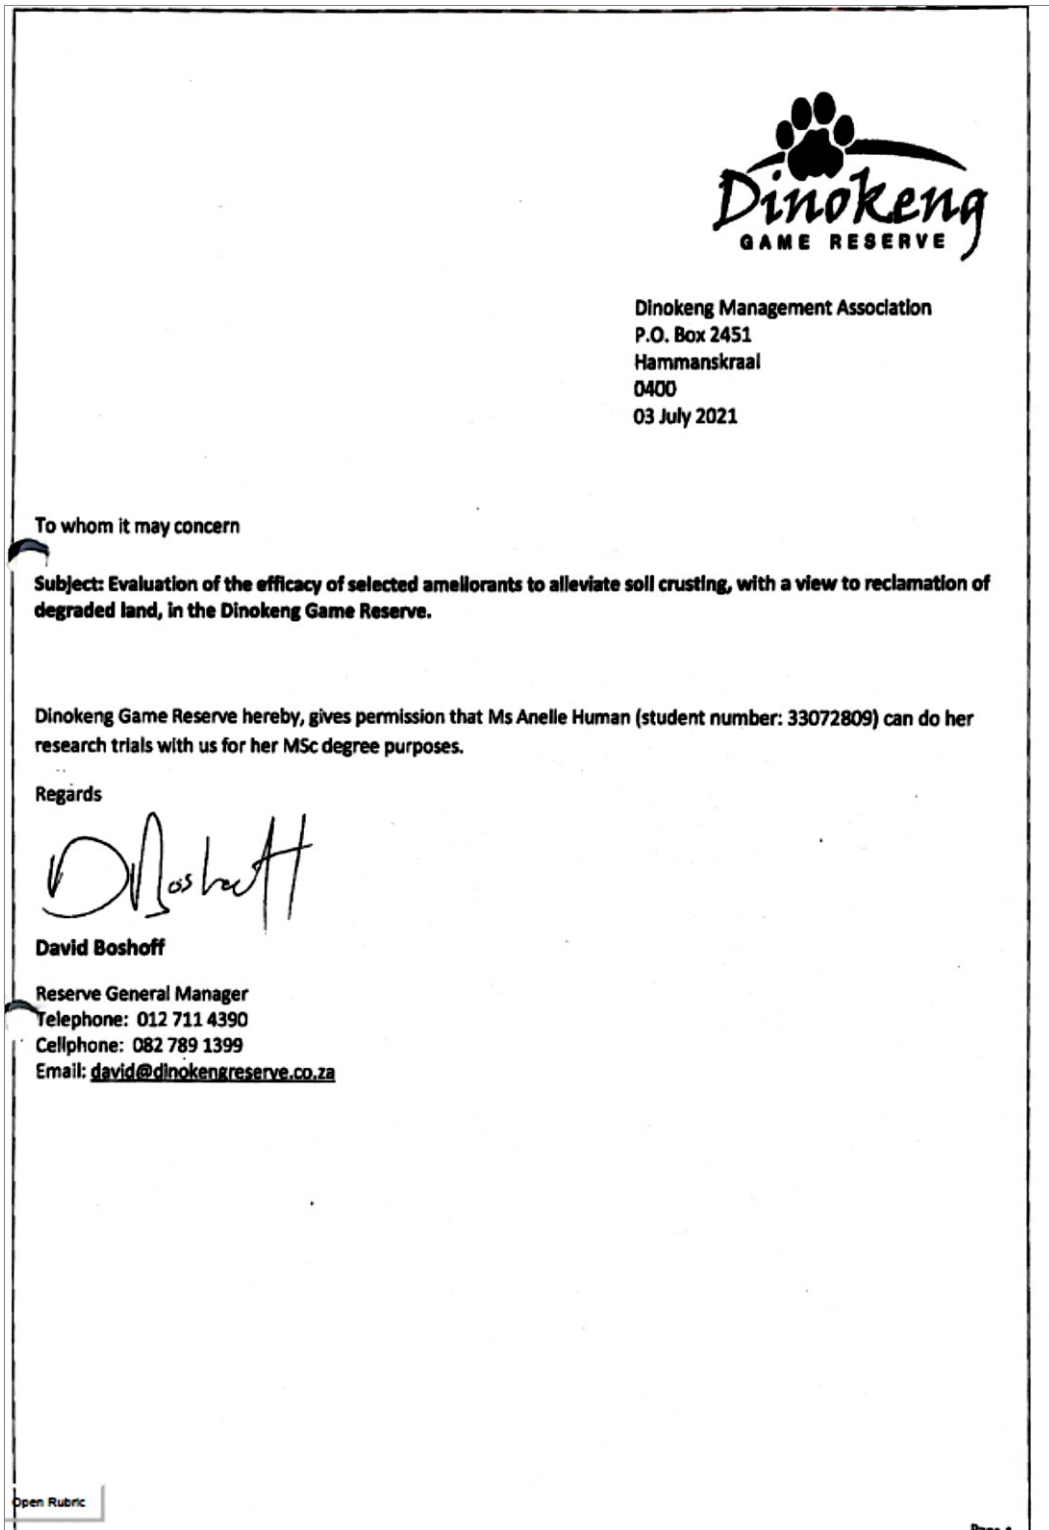 Dinokeng
GAME RESERVE
Dinokeng Management Association
P.O. Box 2451
Hammanskraal
0400
03 July 2021
To whom it may concern
Subject: Evaluation of the efficacy of selected ameliorants to alleviate soil crusting, with a view to reclamation of
degraded land, in the Dinokeng Game Reserve.
Dinokeng Game Reserve hereby, gives permission that Ms Anelle Human (student number: 33072809) can do her
research trials with us for her MSc degree purposes.
Regards
DBoshoff
David Boshoff
Reserve General Manager
Telephone: 012 711 4390
Cellphone: 082 789 1399
Email: david@dinokengreserve.co.za
Open Rubric